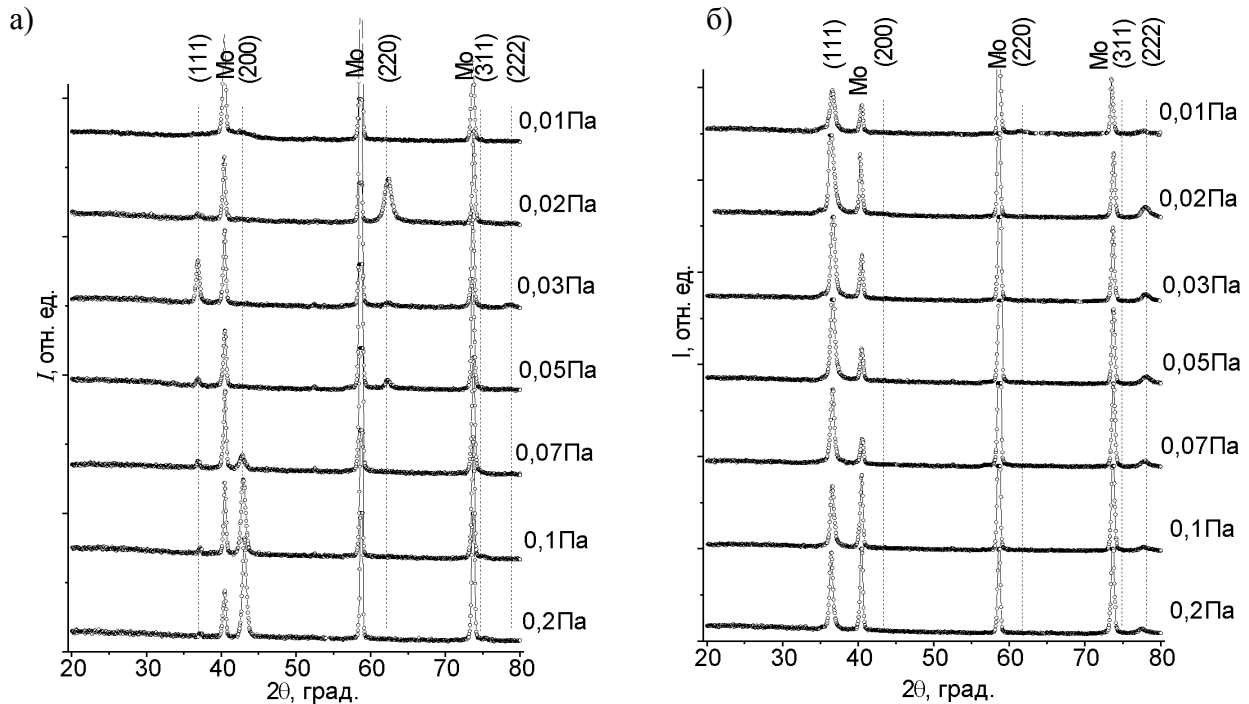 а)
(111)
Mo
(200)
Mo
(220)
Mo
(311)
(222)
0,01Па
0,02Па
0,03Па
0,05Па
0,07Па
0,1Па
0,2Па
I, отн. ед.
20 30 40 50 60 70 80
2θ, град.
б)
(111)
Mo
(200)
Mo
(220)
Mo
(311)
(222)
0,01Па
0,02Па
0,03Па
0,05Па
0,07Па
0,1Па
0,2Па
I, отн. ед.
20 30 40 50 60 70 80
2θ, град.